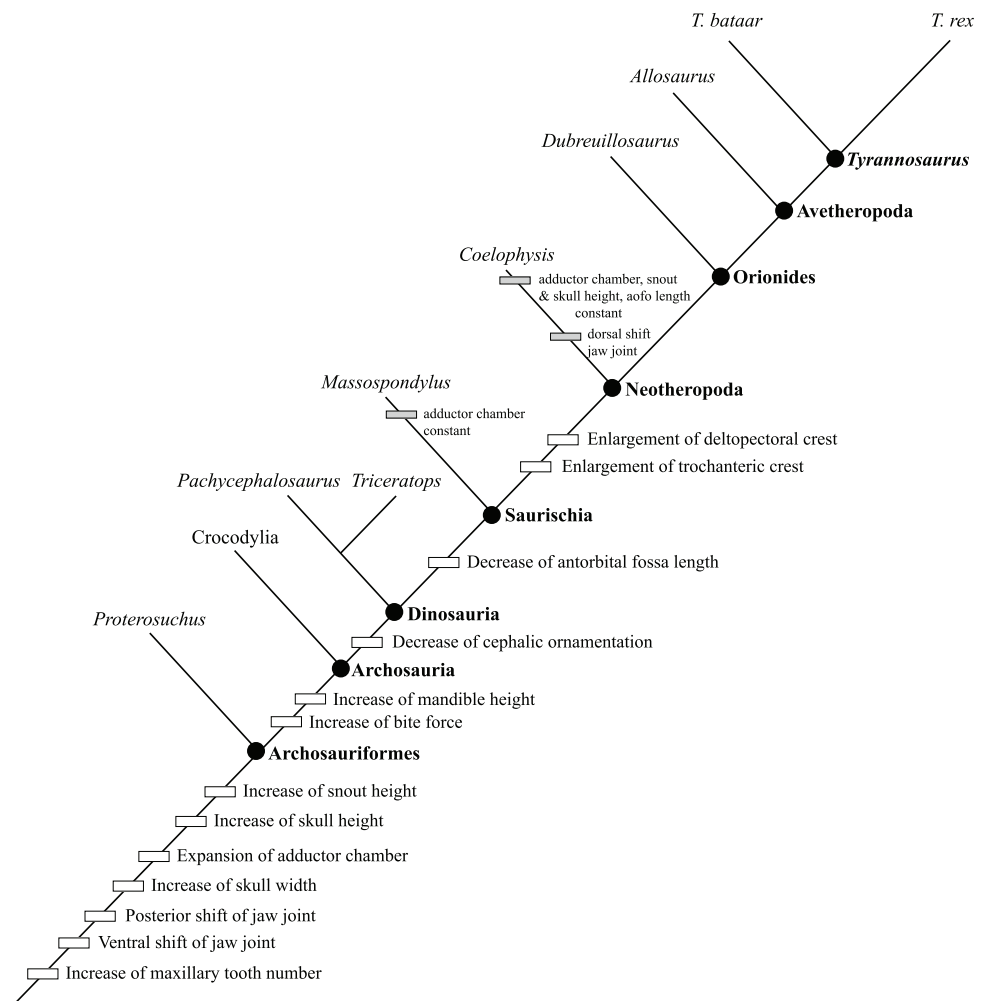 T. bataar
T. rex
Allosaurus
Dubreuillosaurus
Tyrannosaurus
Avetheropoda
Coelophysis
Orionides
adductor chamber, snout
& skull height, aofo length
constant
dorsal shift
jaw joint
Massospondylus
Neotheropoda
adductor chamber
constant
Enlargement of deltopectoral crest
Enlargement of trochanteric crest
Pachycephalosaurus
Triceratops
Saurischia
Crocodylia
Decrease of antorbital fossa length
Dinosauria
Proterosuchus
Decrease of cephalic ornamentation
Archosauria
Increase of mandible height
Increase of bite force
Archosauriformes
Increase of snout height
Increase of skull height
Expansion of adductor chamber
Increase of skull width
Posterior shift of jaw joint
Ventral shift of jaw joint
Increase of maxillary tooth number